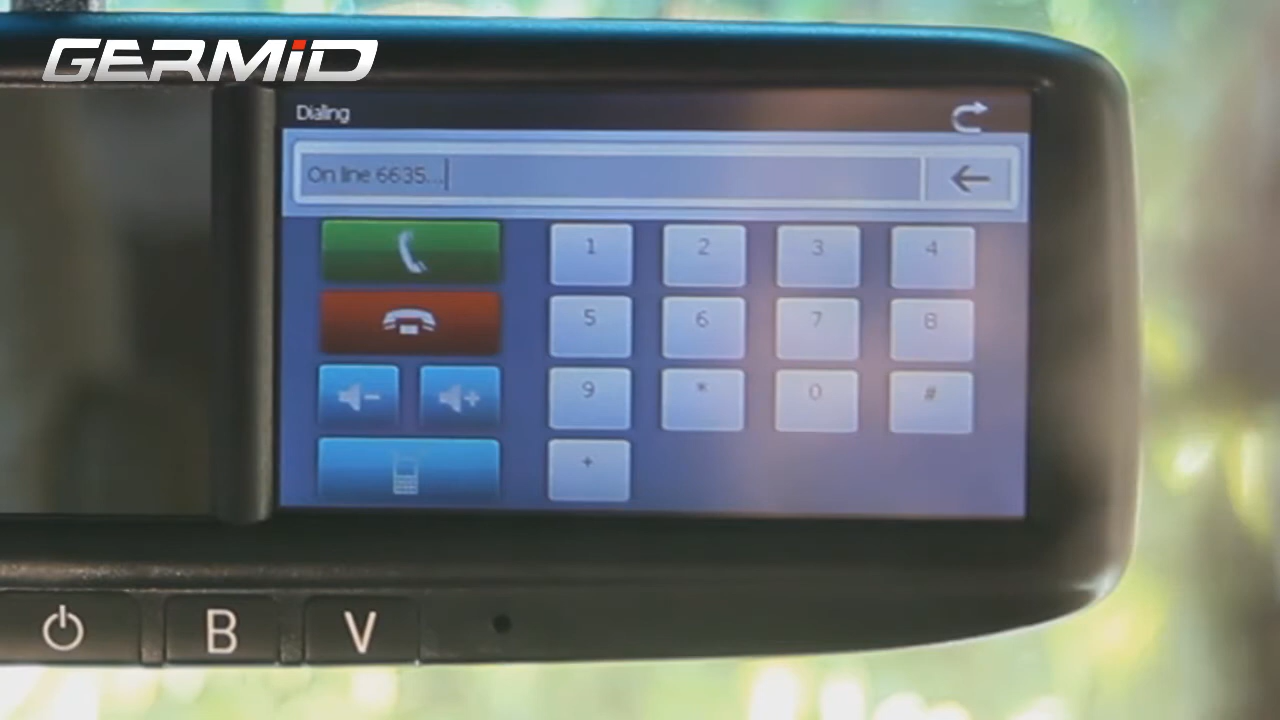 GERMiD
Dialing
On line 6635...
1 2 3 4
5 6 7 8
9 * 0 #
+
B V